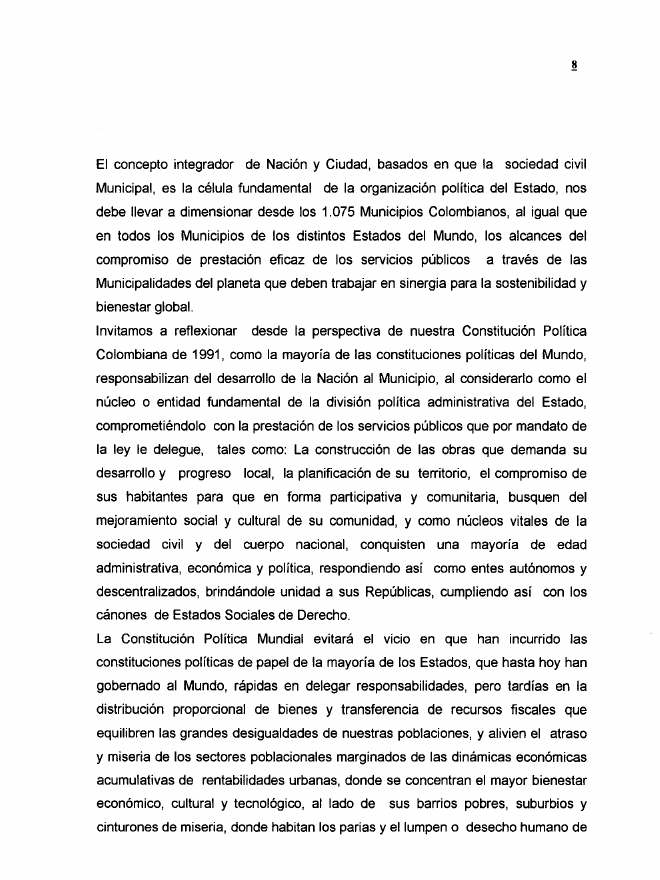 8
El concepto integrador de Nación y Ciudad, basados en que la sociedad civil
Municipal, es la célula fundamental de la organización política del Estado, nos
debe llevar a dimensionar desde los 1.075 Municipios Colombianos, al igual que
en todos los Municipios de los distintos Estados del Mundo, los alcances del
compromiso de prestación eficaz de los servicios públicos a través de las
Municipalidades del planeta que deben trabajar en sinergia para la sostenibilidad y
bienestar global.
Invitamos a reflexionar desde la perspectiva de nuestra Constitución Política
Colombiana de 1991, como la mayoría de las constituciones políticas del Mundo,
responsabilizan del desarrollo de la Nación al Municipio, al considerarlo como el
núcleo o entidad fundamental de la división política administrativa del Estado,
comprometiéndolo con la prestación de los servicios públicos que por mandato de
la ley le delegue, tales como: La construcción de las obras que demanda su
desarrollo y progreso local, la planificación de su territorio, el compromiso de
sus habitantes para que en forma participativa y comunitaria, busquen del
mejoramiento social y cultural de su comunidad, y como núcleos vitales de la
sociedad civil y del cuerpo nacional, conquisten una mayoría de edad
administrativa, económica y política, respondiendo así como entes autónomos y
descentralizados, brindándole unidad a sus Repúblicas, cumpliendo así con los
cánones de Estados Sociales de Derecho.
La Constitución Política Mundial evitará el vicio en que han incurrido las
constituciones políticas de papel de la mayoría de los Estados, que hasta hoy han
gobernado al Mundo, rápidas en delegar responsabilidades, pero tardías en la
distribución proporcional de bienes y transferencia de recursos fiscales que
equilibren las grandes desigualdades de nuestras poblaciones, y alivien el atraso
y miseria de los sectores poblacionales marginados de las dinámicas económicas
acumulativas de rentabilidades urbanas, donde se concentran el mayor bienestar
económico, cultural y tecnológico, al lado de sus barrios pobres, suburbios y
cinturones de miseria, donde habitan los parias y el lumpen o desecho humano de